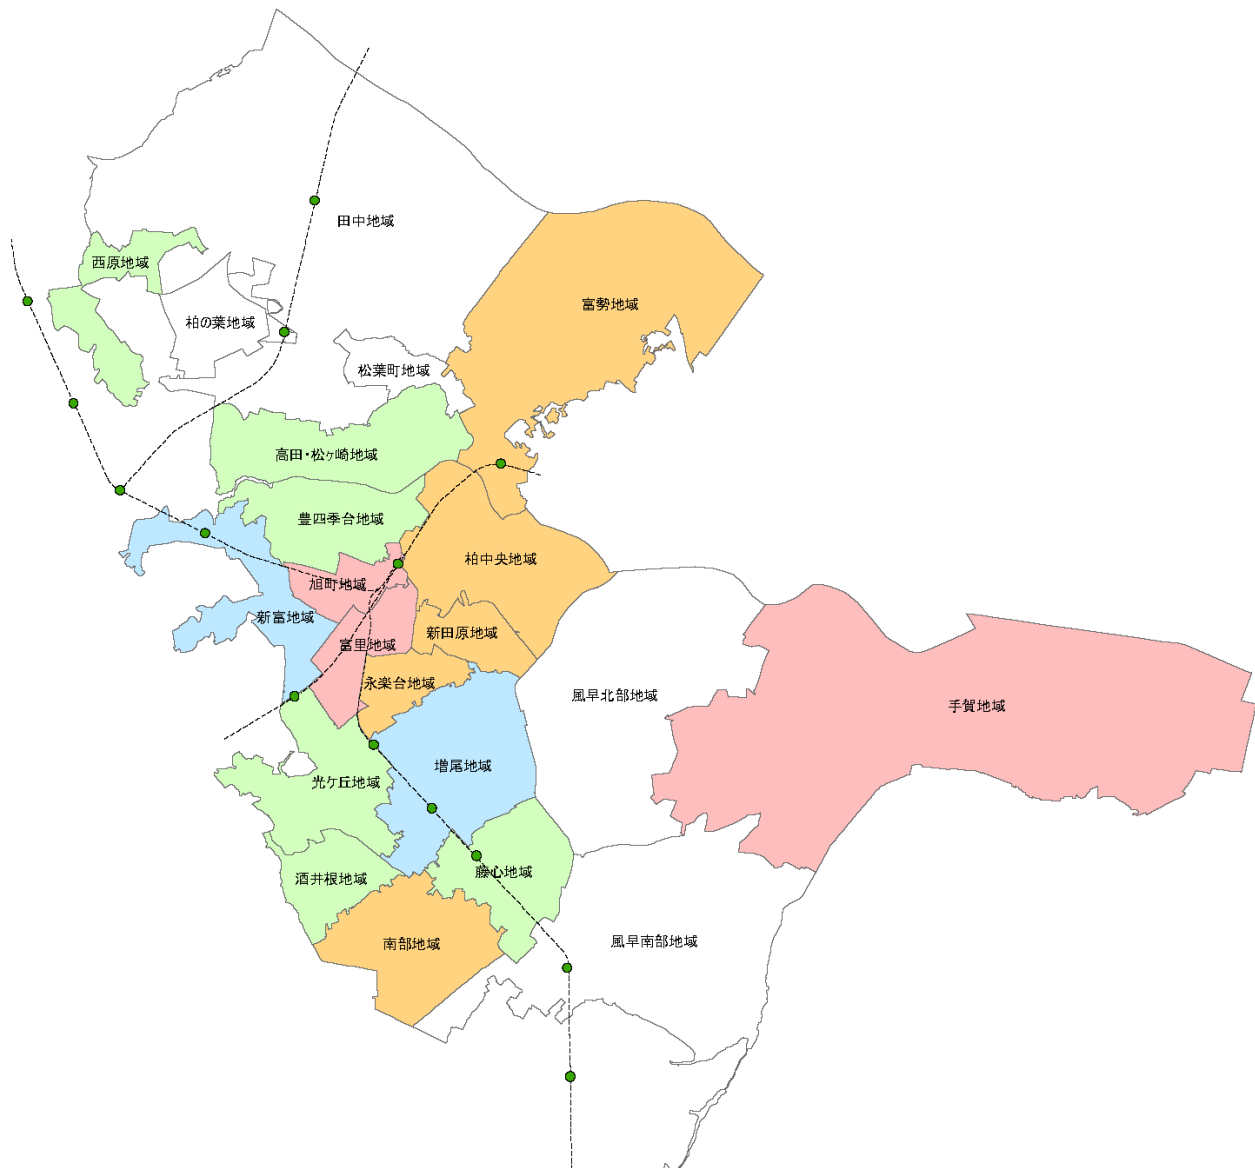 田中地域
西原地域
富勢地域
柏の葉地域
松葉町地域
高田・松ヶ崎地域
豊四季台地域
柏中央地域
旭町地域
新富地域
新田原地域
富里地域
永楽台地域
風早北部地域
手賀地域
増尾地域
光ケ丘地域
藤心地域
酒井根地域
南部地域
風早南部地域